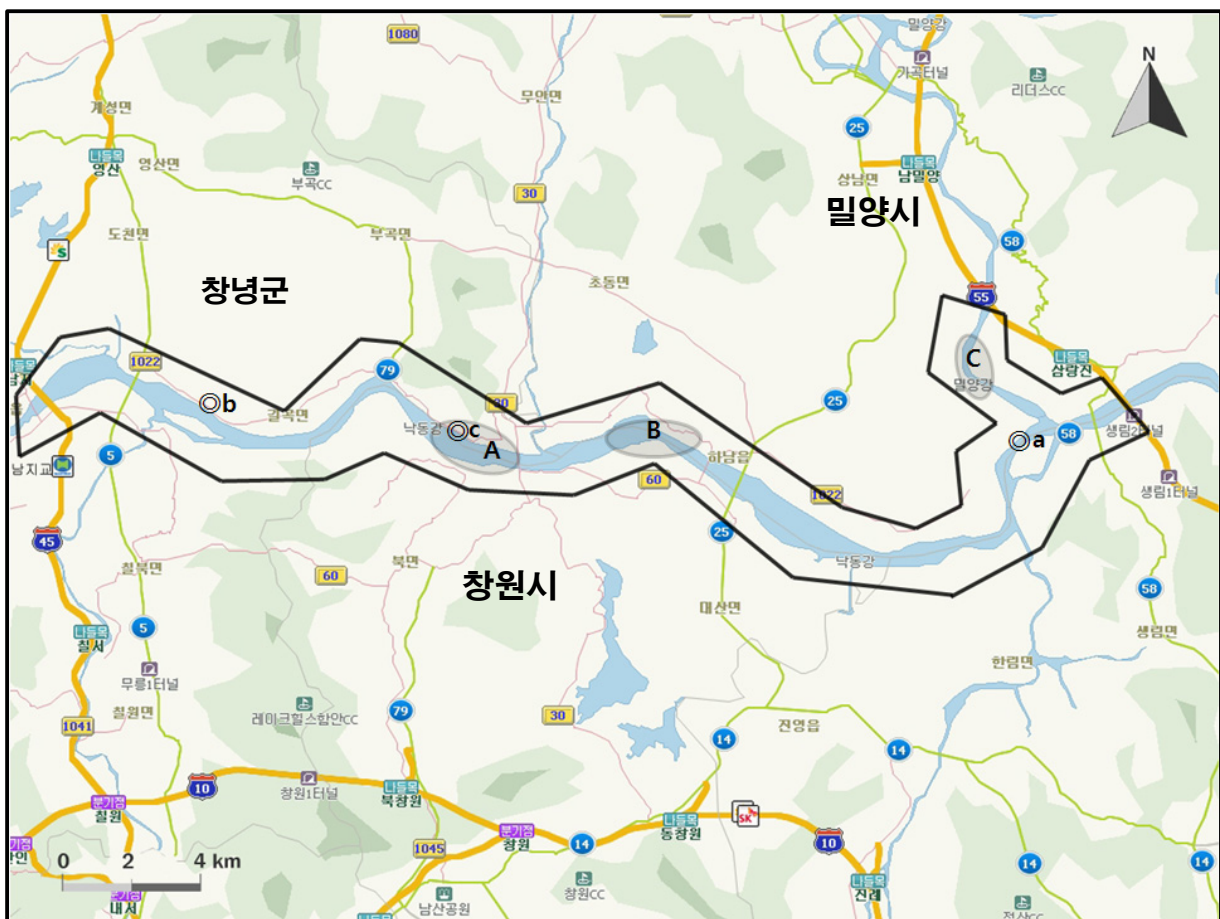 1080
밀양강
가곡터널
리더스CC
N
계성면
무안면
25
나들목
영산
영산면
부곡CC
30
상남면
나들목
남밀양
밀양시
58
도천면
부곡면
S
창녕군
초동면
55
1022
79
C
나들목
삼랑진
밀양강
b
길곡면
낙동강
c
A
B
25
하남읍
a
58
생림2터널
남지교
5
60
1022
생림1터널
45
25
낙동강
칠북면
60
북면
창원시
대산면
58
5
생림면
나들목
칠서
무릉1터널
한림면
칠원면
레이크힐스함안CC
79
30
진영읍
1041
14
14
10
창원1터널
나들목
북창원
분기점
칠원
나들목
동창원
SK
분기점
창원
14
10
1045
0 2 4 km
14
14
나들목
내서
남산공원
창원CC
나들목
진례
나들목